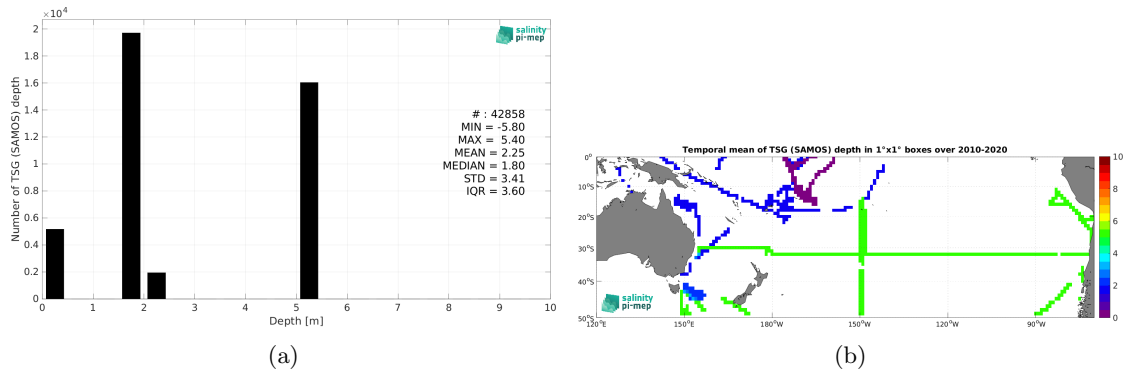 ×10⁴
2
1.8
1.6
1.4
1.2
1
0.8
0.6
0.4
0.2
0
Number of TSG (SAMOS) depth
salinity
pi-mep
# : 42858
MIN = -5.80
MAX = 5.40
MEAN = 2.25
MEDIAN = 1.80
STD = 3.41
IQR = 3.60
0 1 2 3 4 5 6 7 8 9 10
Depth [m]
(a)
Temporal mean of TSG (SAMOS) depth in 1°x1° boxes over 2010-2020
0°
10°S
20°S
30°S
40°S
50°S
salinity
pi-mep
120°E 150°E 180°W 150°W 120°W 90°W
10
8
6
4
2
0
(b)